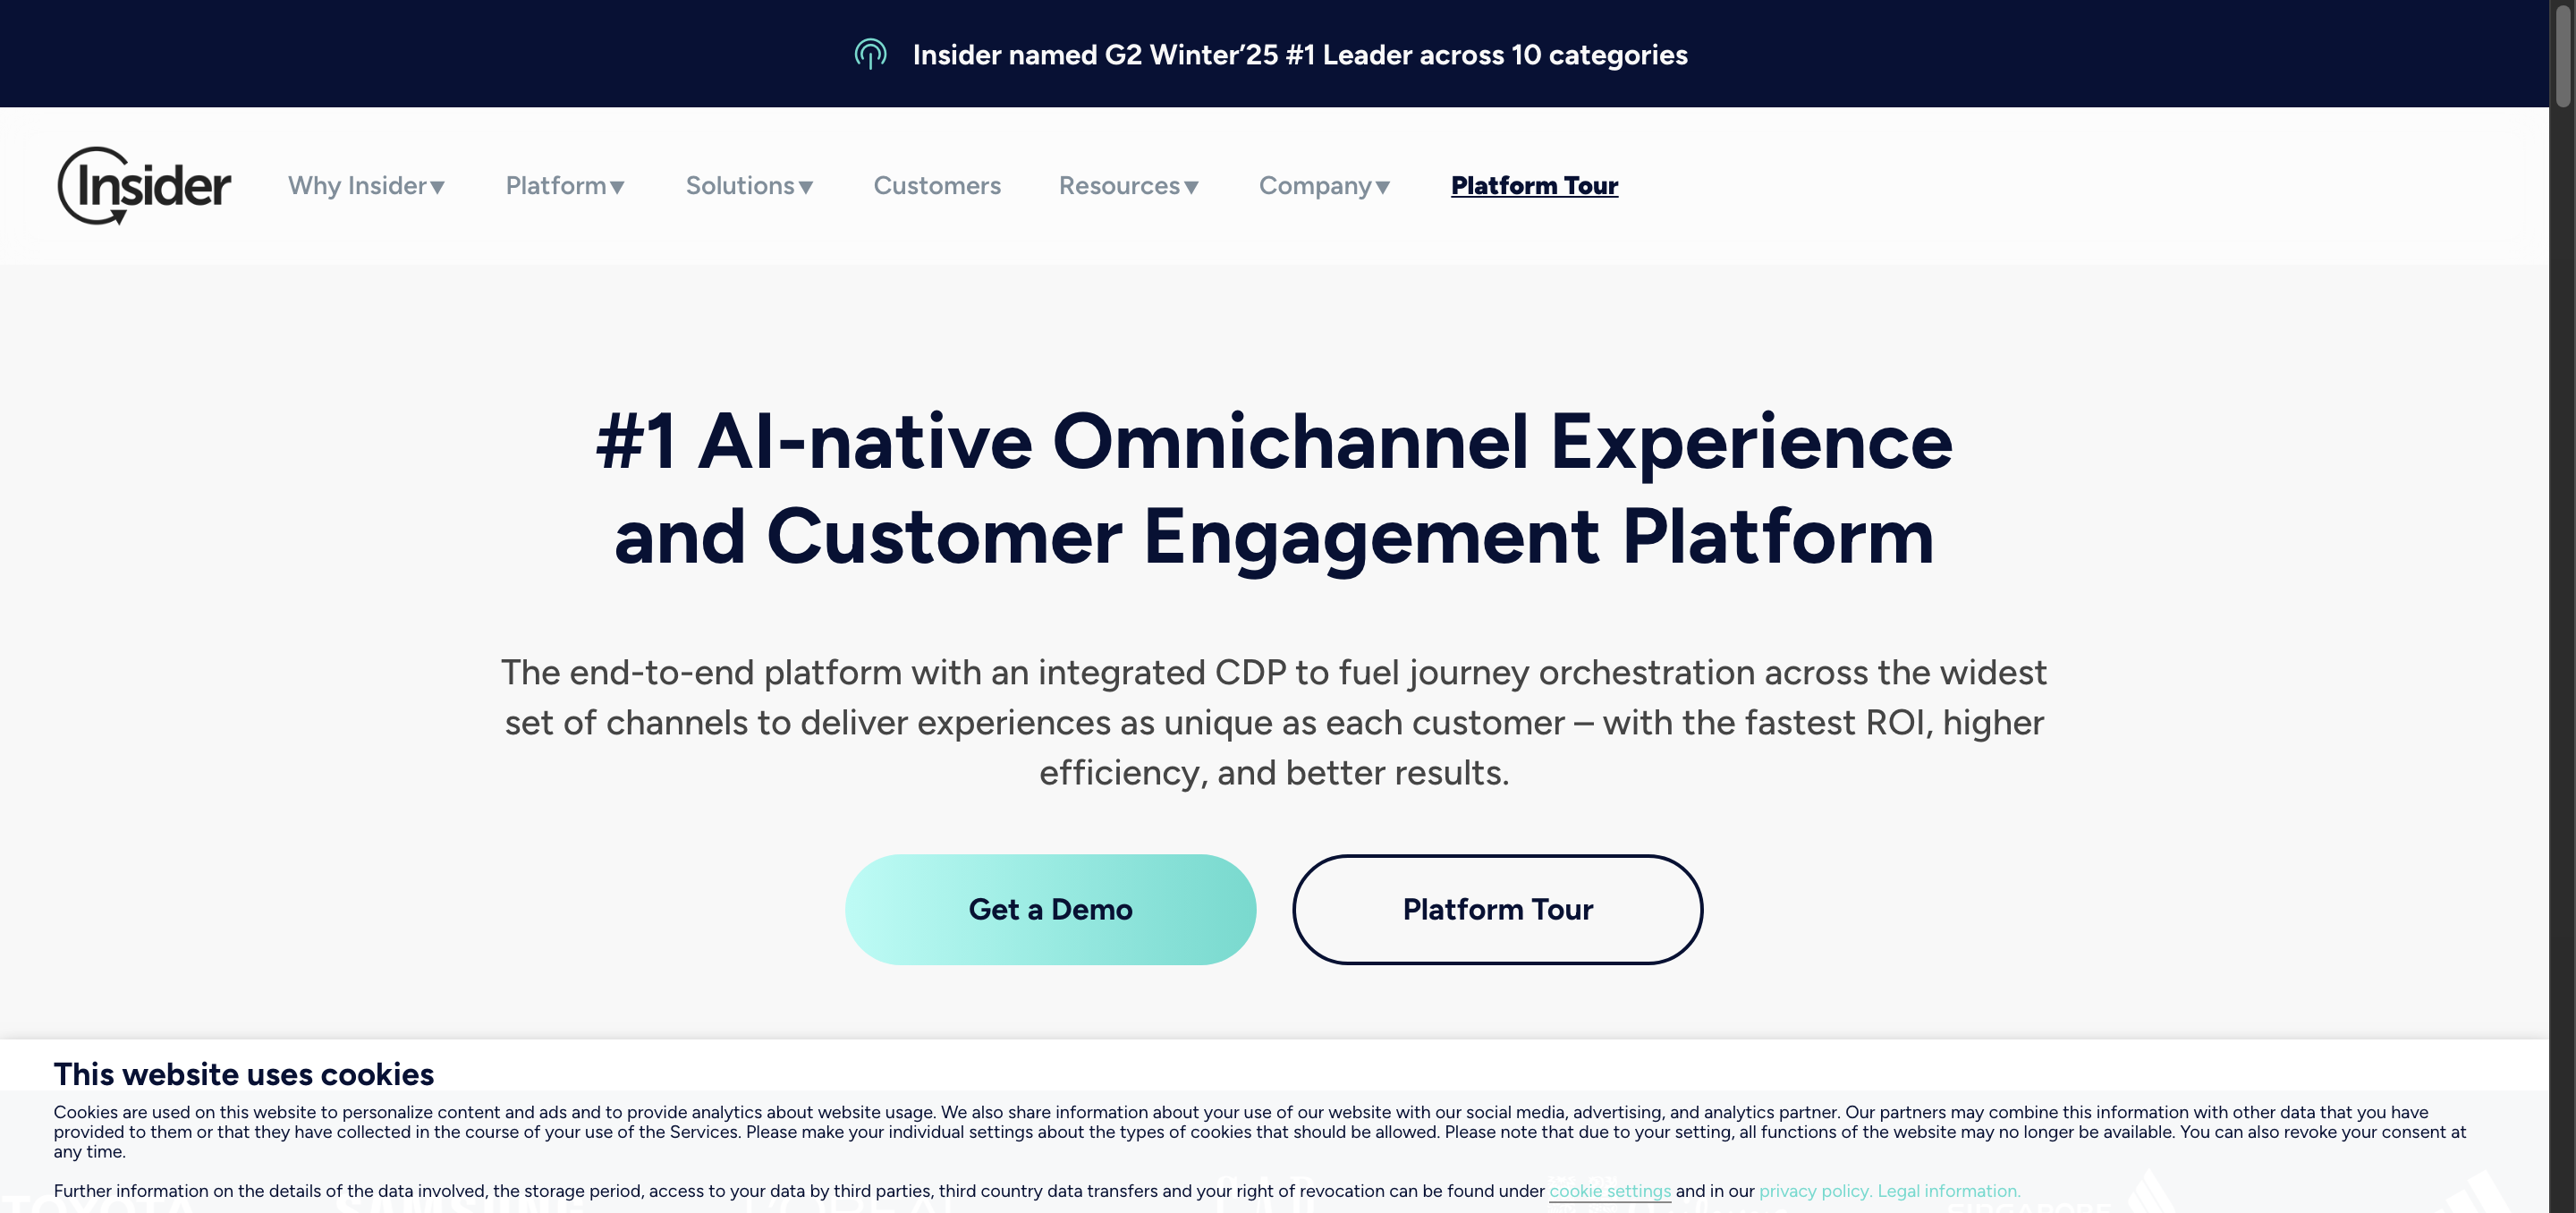 Insider named G2 Winter’25 #1 Leader across 10 categories
Insider
Why Insider
Platform
Solutions
Customers
Resources
Company
Platform Tour
#1 AI-native Omnichannel Experience
and Customer Engagement Platform
The end-to-end platform with an integrated CDP to fuel journey orchestration across the widest
set of channels to deliver experiences as unique as each customer – with the fastest ROI, higher
efficiency, and better results.
Get a Demo
Platform Tour
This website uses cookies
Cookies are used on this website to personalize content and ads and to provide analytics about website usage. We also share information about your use of our website with our social media, advertising, and analytics partner. Our partners may combine this information with other data that you have
provided to them or that they have collected in the course of your use of the Services. Please make your individual settings about the types of cookies that should be allowed. Please note that due to your setting, all functions of the website may no longer be available. You can also revoke your consent at
any time.
Further information on the details of the data involved, the storage period, access to your data by third parties, third country data transfers and your right of revocation can be found under cookie settings and in our privacy policy. Legal information.